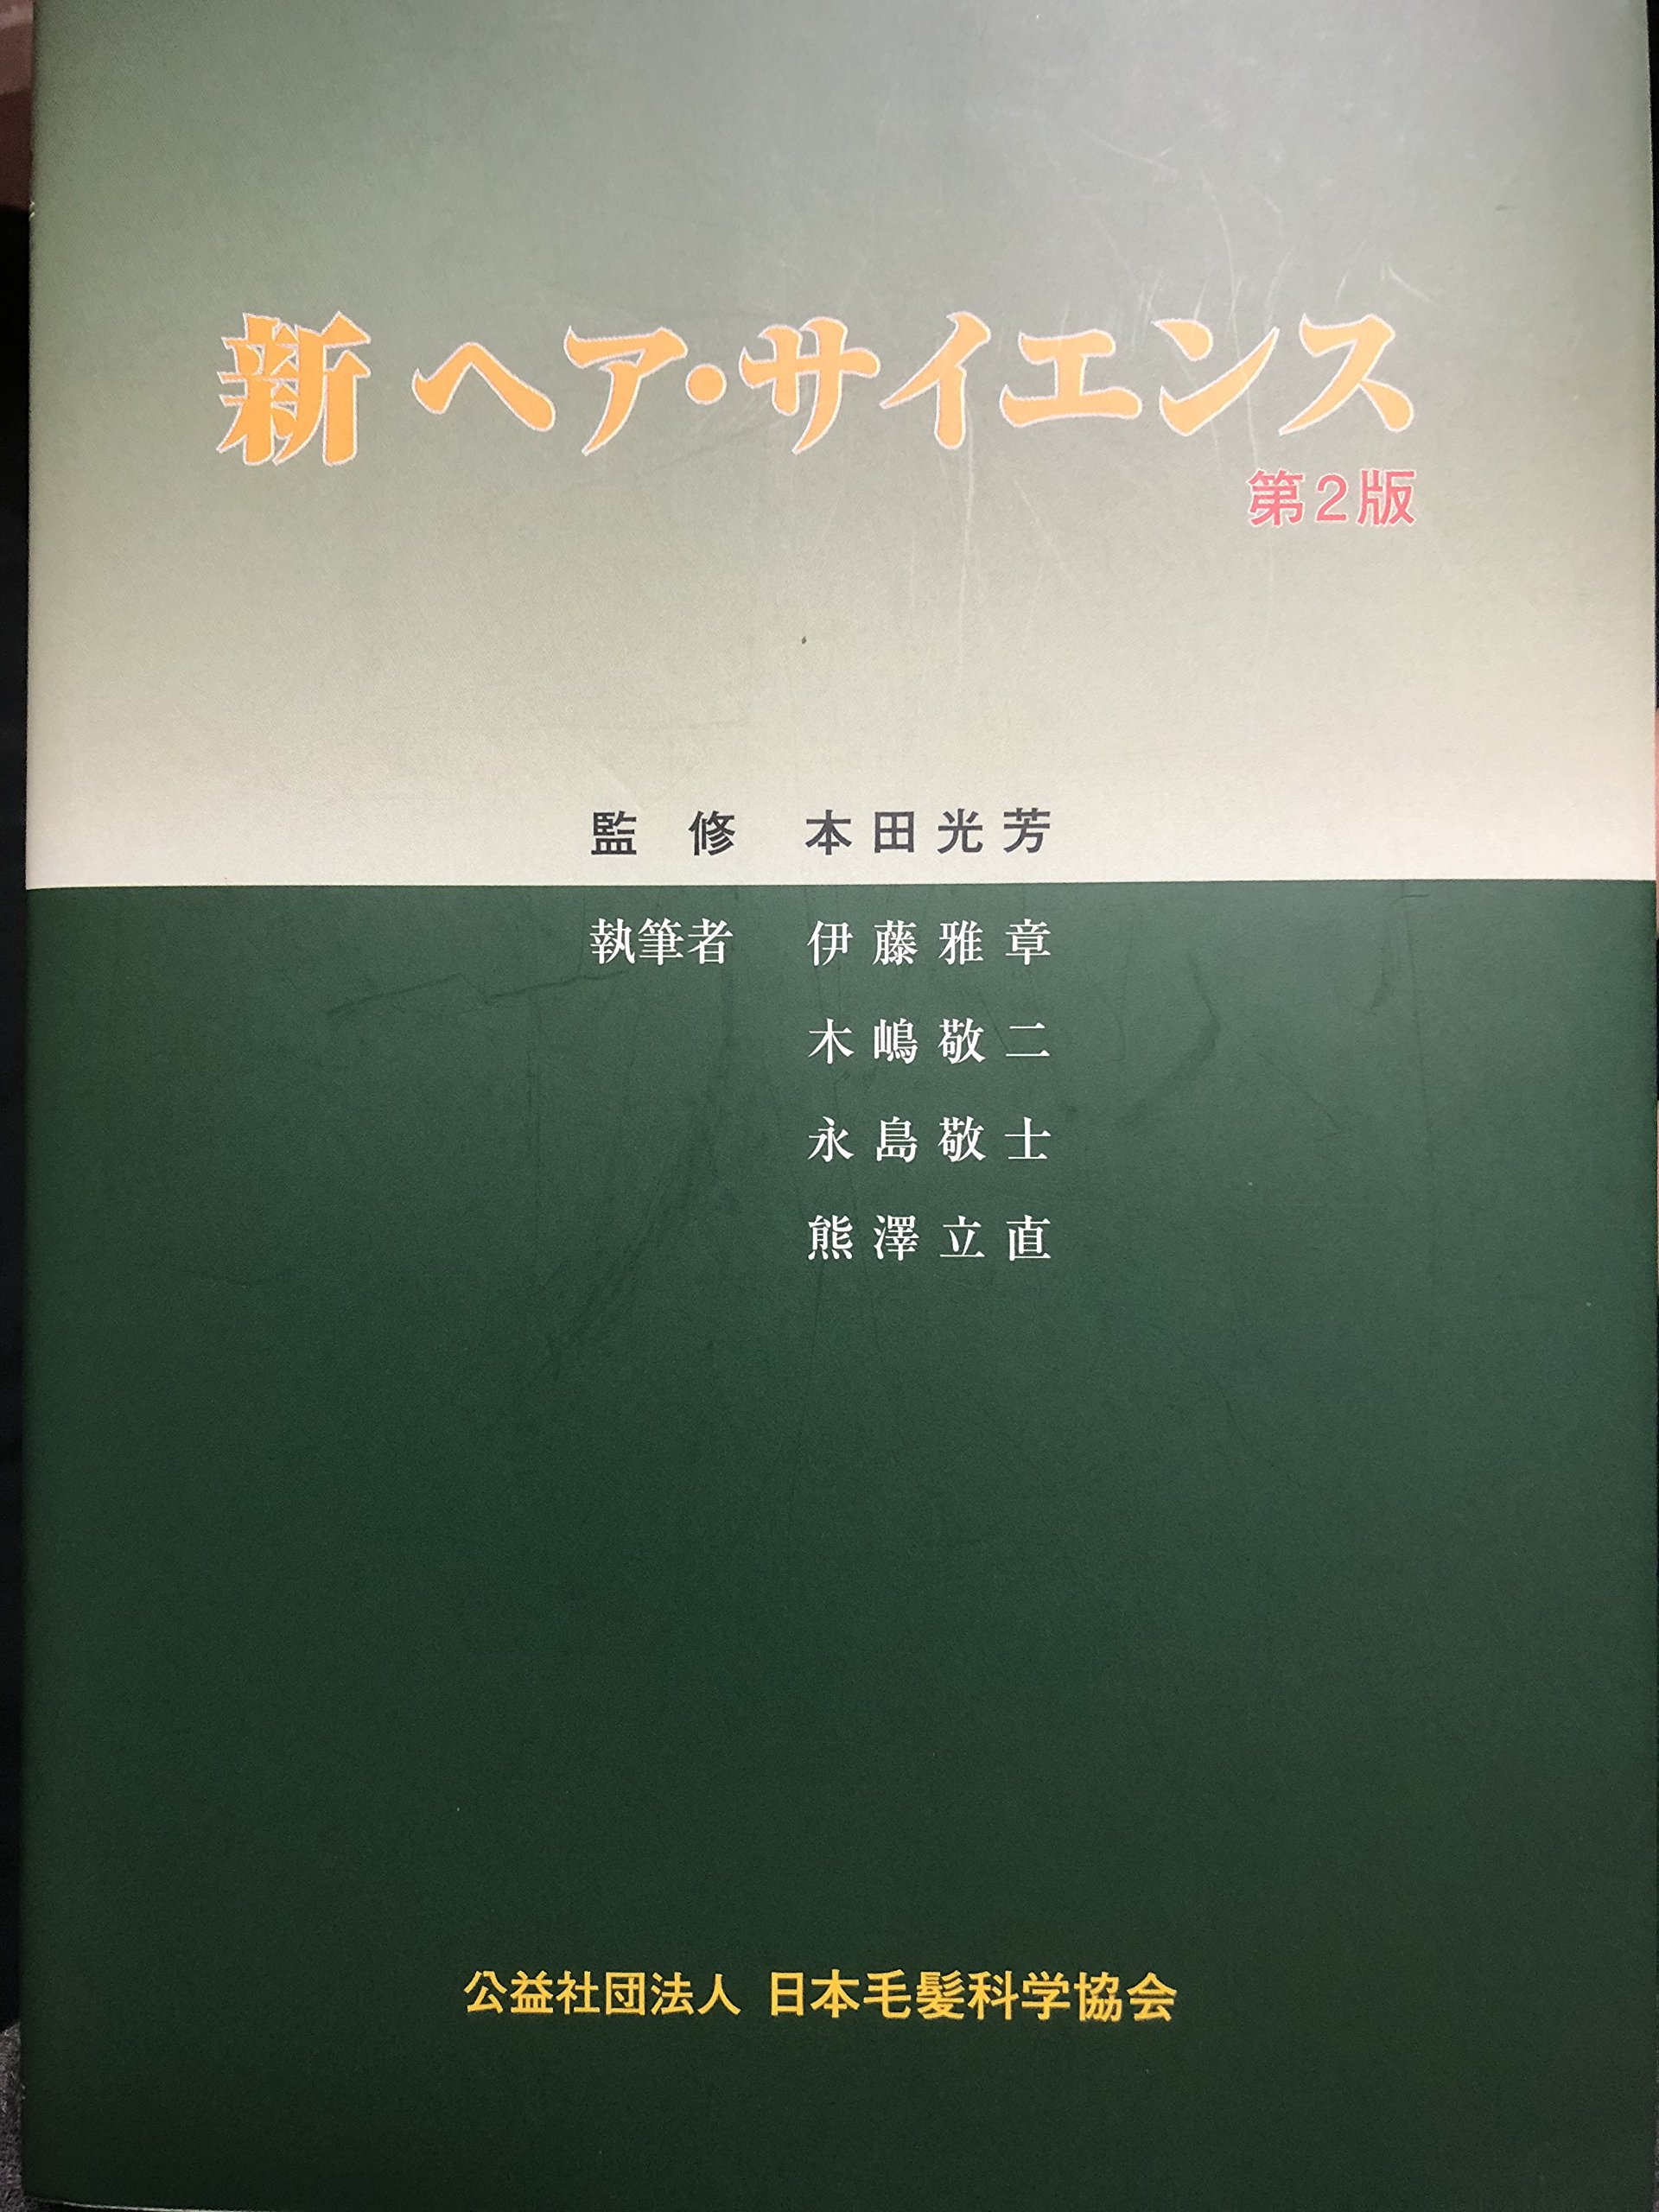 新 ヘア・サイエンス
第2版
監 修 本田光芳
執筆者 伊藤雅章
木嶋敬二
永島敬士
熊澤立直
公益社団法人 日本毛髪科学協会